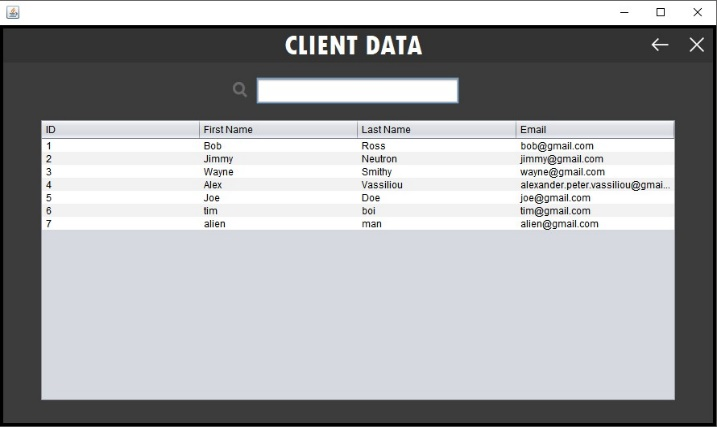 CLIENT DATA
ID First Name Last Name Email
1 Bob Ross bob@gmail.com
2 Jimmy Neutron jimmy@gmail.com
3 Wayne Smithy wayne@gmail.com
4 Alex Vassiliou alexander.peter.vassiliou@gmai...
5 Joe Doe joe@gmail.com
6 tim boi tim@gmail.com
7 alien man alien@gmail.com